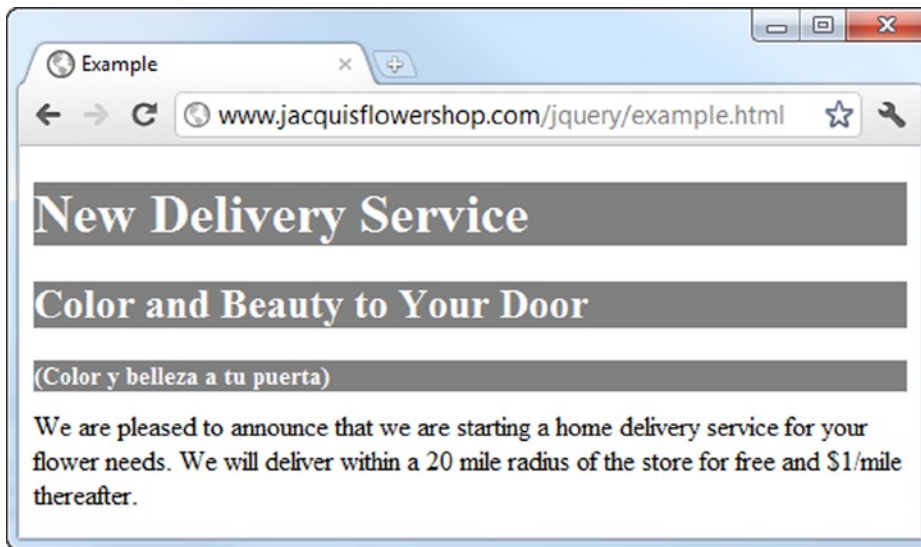 Example
www.jacquisflowershop.com/jquery/example.html
New Delivery Service
Color and Beauty to Your Door
(Color y belleza a tu puerta)
We are pleased to announce that we are starting a home delivery service for your
flower needs. We will deliver within a 20 mile radius of the store for free and $1/mile
thereafter.